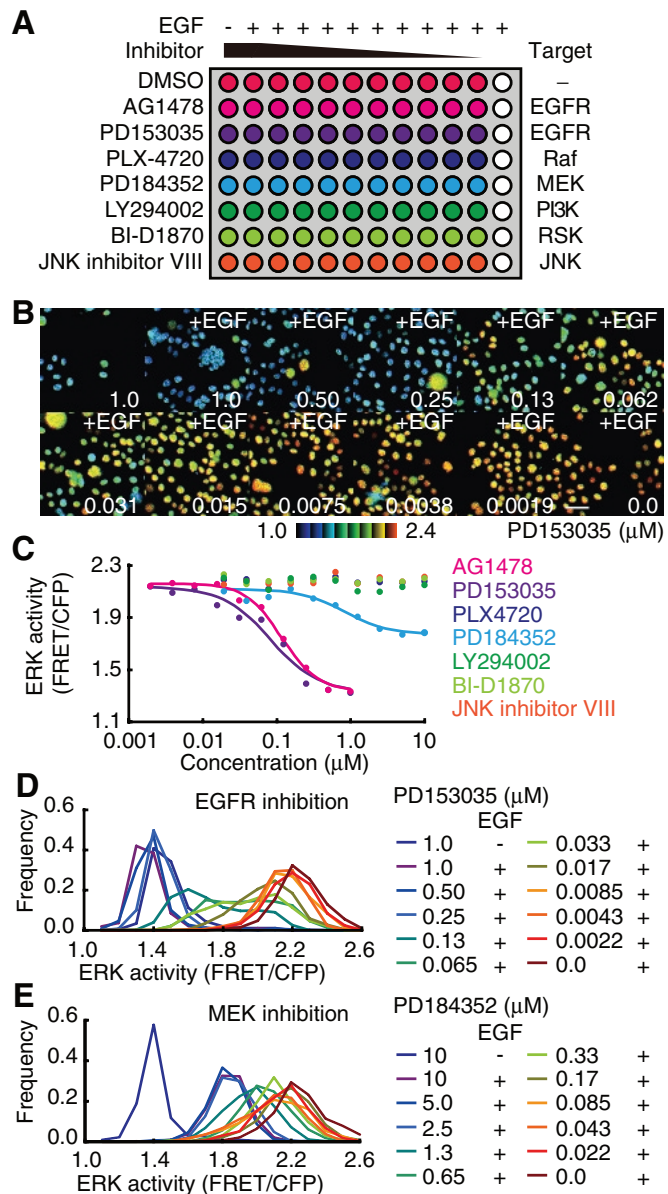 A
EGF - + + + + + + + + + + +
Inhibitor Target
DMSO –
AG1478 EGFR
PD153035 EGFR
PLX-4720 Raf
PD184352 MEK
LY294002 PI3K
BI-D1870 RSK
JNK inhibitor VIII JNK
B
+EGF +EGF +EGF +EGF +EGF
1.0 1.0 0.50 0.25 0.13 0.062
+EGF +EGF +EGF +EGF +EGF +EGF
0.031 0.015 0.0075 0.0038 0.0019 0.0
1.0 2.4 PD153035 (μM)
C
ERK activity
(FRET/CFP)
2.3
1.9
1.5
1.1
0.001 0.01 0.1 1.0 10
Concentration (μM)
AG1478
PD153035
PLX4720
PD184352
LY294002
BI-D1870
JNK inhibitor VIII
D
EGFR inhibition
Frequency
0.6
0.4
0.2
0.0
1.0 1.4 1.8 2.2 2.6
ERK activity (FRET/CFP)
PD153035 (μM)
EGF
1.0 - 0.033 +
1.0 + 0.017 +
0.50 + 0.0085 +
0.25 + 0.0043 +
0.13 + 0.0022 +
0.065 + 0.0 +
E
MEK inhibition
Frequency
0.6
0.4
0.2
0.0
1.0 1.4 1.8 2.2 2.6
ERK activity (FRET/CFP)
PD184352 (μM)
EGF
10 - 0.33 +
10 + 0.17 +
5.0 + 0.085 +
2.5 + 0.043 +
1.3 + 0.022 +
0.65 + 0.0 +